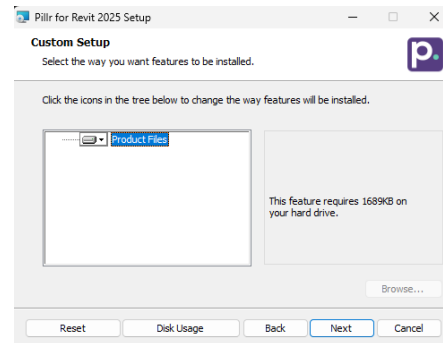 Pillr for Revit 2025 Setup
Custom Setup
Select the way you want features to be installed.
p.
Click the icons in the tree below to change the way features will be installed.
Product Files
This feature requires 1689KB on
your hard drive.
Browse...
Reset
Disk Usage
Back
Next
Cancel